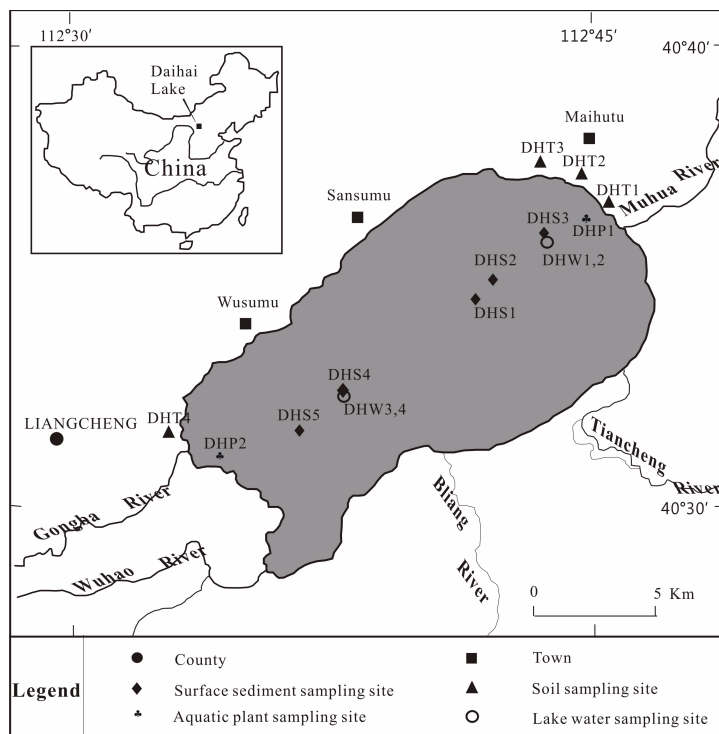 112°30′
112°45′
40°40′
Daihai
Lake
China
Maihutu
DHT3
DHT2
DHT1
Muhua River
Sansumu
DHS3
DHP1
DHW1,2
DHS2
DHS1
Wusumu
DHS4
DHW3,4
LIANGCHENG
DHT4
DHS5
DHP2
Tiancheng
River
Gongba River
Bliang
River
40°30′
Wuhao River
0 5 Km
Legend
County
Town
Surface sediment sampling site
Soil sampling site
Aquatic plant sampling site
Lake water sampling site